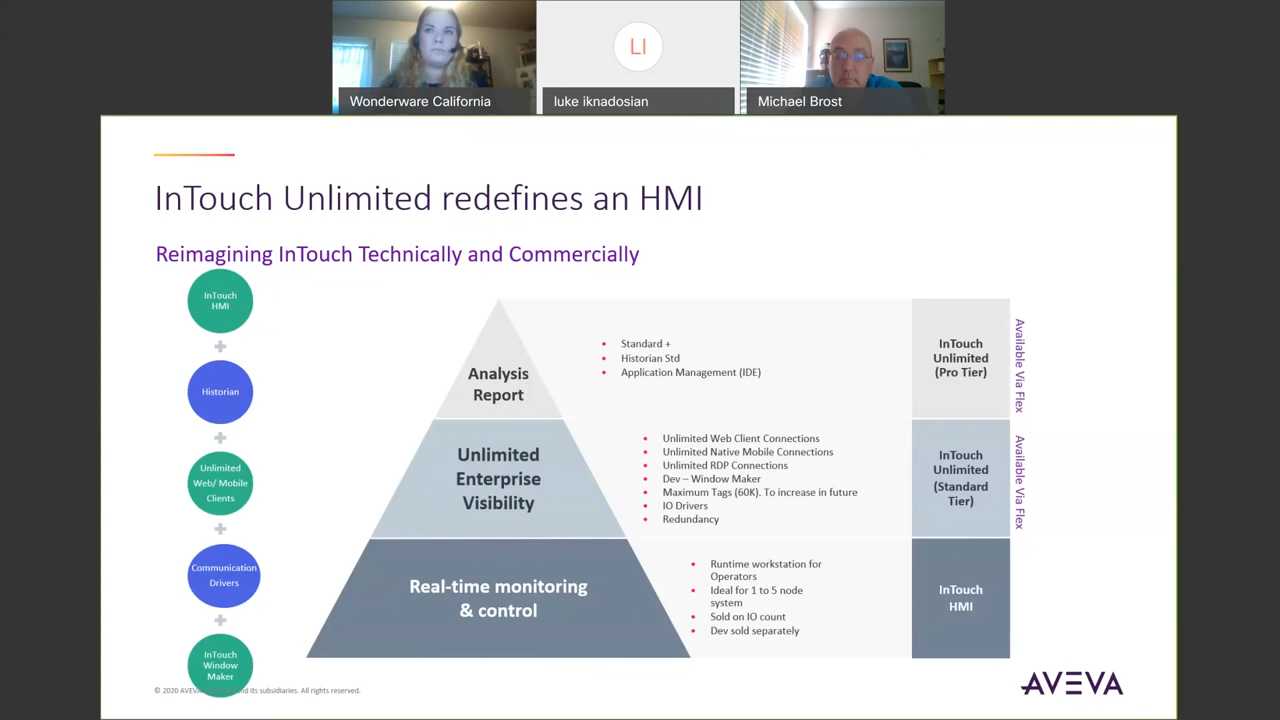 Wonderware California
LI
luke iknadosian
Michael Brost
InTouch Unlimited redefines an HMI
Reimagining InTouch Technically and Commercially
InTouch
HMI
Historian
Unlimited
Web/ Mobile
Clients
Communication
Drivers
InTouch
Window
Maker
Analysis
Report
• Standard +
• Historian Std
• Application Management (IDE)
InTouch
Unlimited
(Pro Tier)
Available Via Flex
Unlimited
Enterprise
Visibility
• Unlimited Web Client Connections
• Unlimited Native Mobile Connections
• Unlimited RDP Connections
• Dev – Window Maker
• Maximum Tags (60K). To increase in future
• IO Drivers
• Redundancy
InTouch
Unlimited
(Standard
Tier)
Available Via Flex
Real-time monitoring
& control
• Runtime workstation for
Operators
• Ideal for 1 to 5 node
system
• Sold on IO count
• Dev sold separately
InTouch
HMI
© 2020 AVEVA and its subsidiaries. All rights reserved.
AVEVA